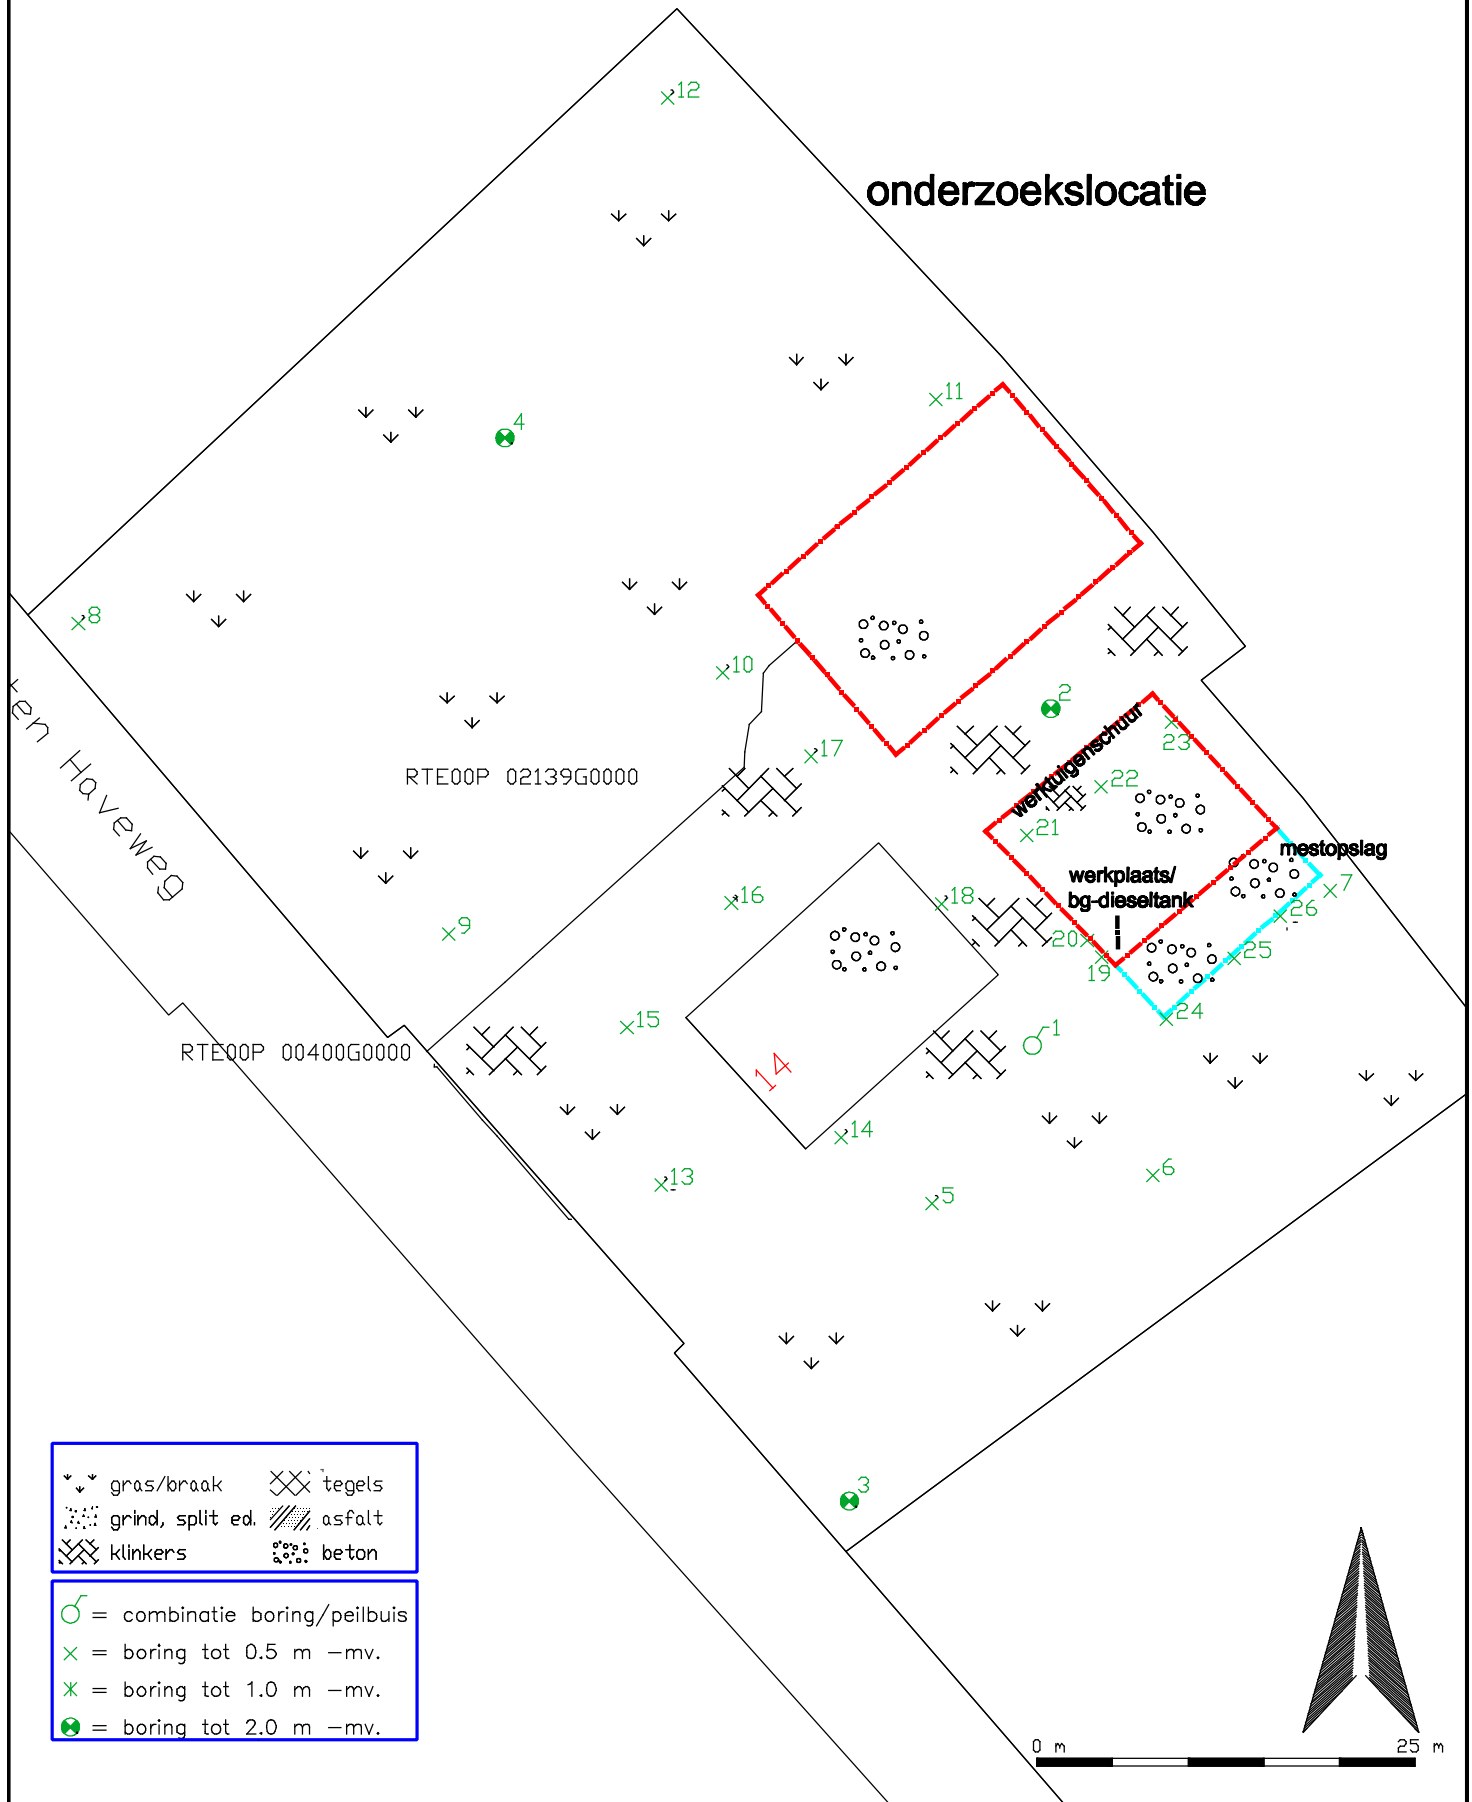 12
onderzoekslocatie
11
4
8
10
2
17
23
werktuigenschuur
22
RTE00P 02139G0000
ten Haveweg
21
mestopslag
werkplaats/
bg-dieseltank
7
16
18
26
9
20
25
19
24
15
1
RTE00P 00400G0000
14
14
13
6
5
3
gras/braak
tegels
grind, split ed.
asfalt
klinkers
beton
= combinatie boring/peilbuis
= boring tot 0.5 m -mv.
= boring tot 1.0 m -mv.
= boring tot 2.0 m -mv.
0 m
25 m